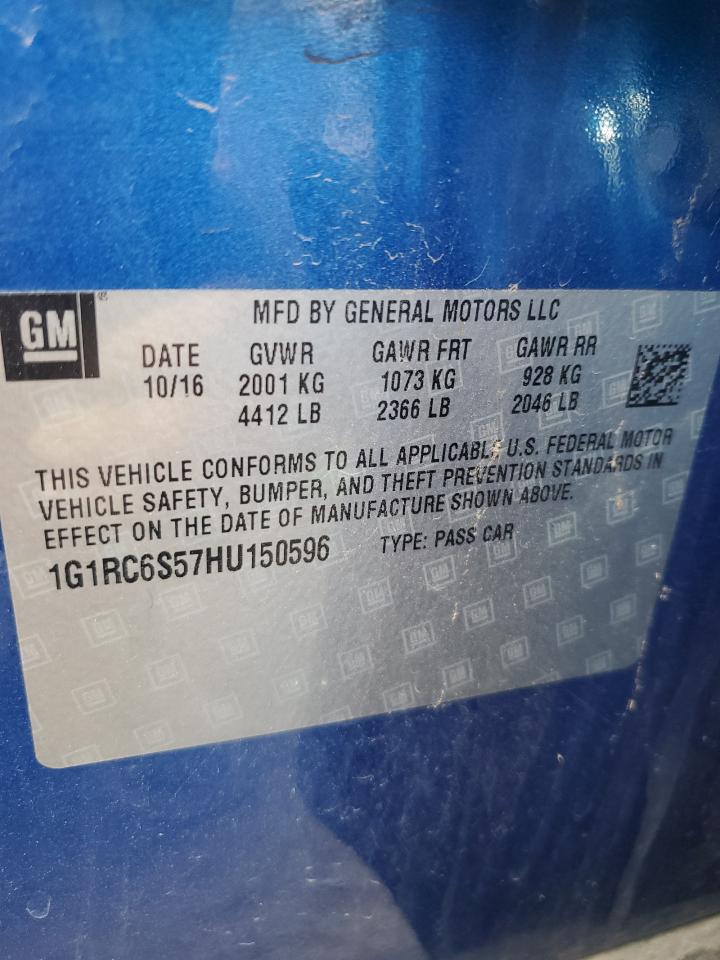 GM
MFD BY GENERAL MOTORS LLC
DATE GVWR GAWR FRT GAWR RR
10/16 2001 KG 1073 KG 928 KG
4412 LB 2366 LB 2046 LB
THIS VEHICLE CONFORMS TO ALL APPLICABLE U.S. FEDERAL MOTOR
VEHICLE SAFETY, BUMPER, AND THEFT PREVENTION STANDARDS IN
EFFECT ON THE DATE OF MANUFACTURE SHOWN ABOVE.
1G1RC6S57HU150596 TYPE: PASS CAR